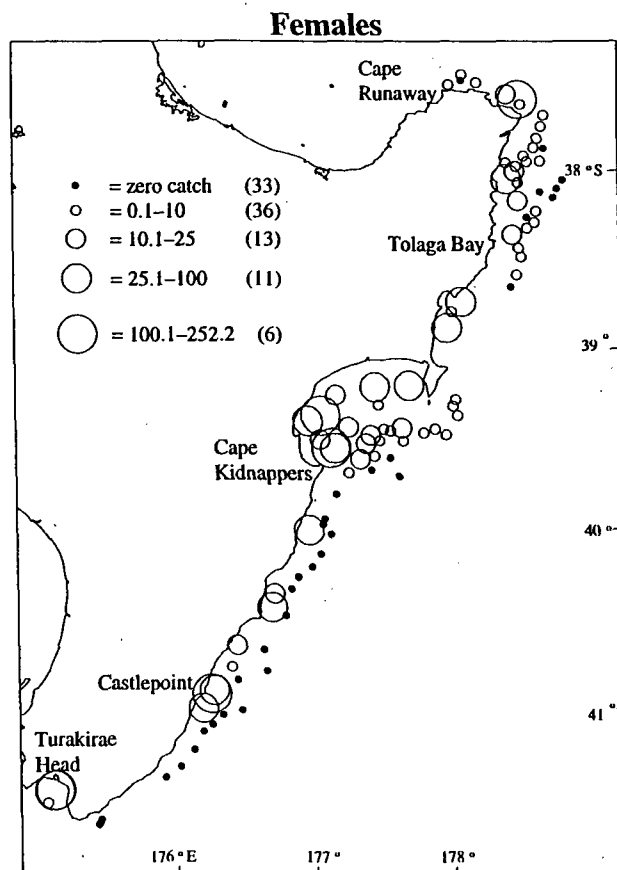 Females
Cape
Runaway
• = zero catch (33)
○ = 0.1–10 (36)
○ = 10.1–25 (13)
○ = 25.1–100 (11)
○ = 100.1–252.2 (6)
38 °S
Tolaga Bay
39 °
Cape
Kidnappers
40 °
Castlepoint
41 °
Turakirae
Head
176 °E 177 ° 178 °